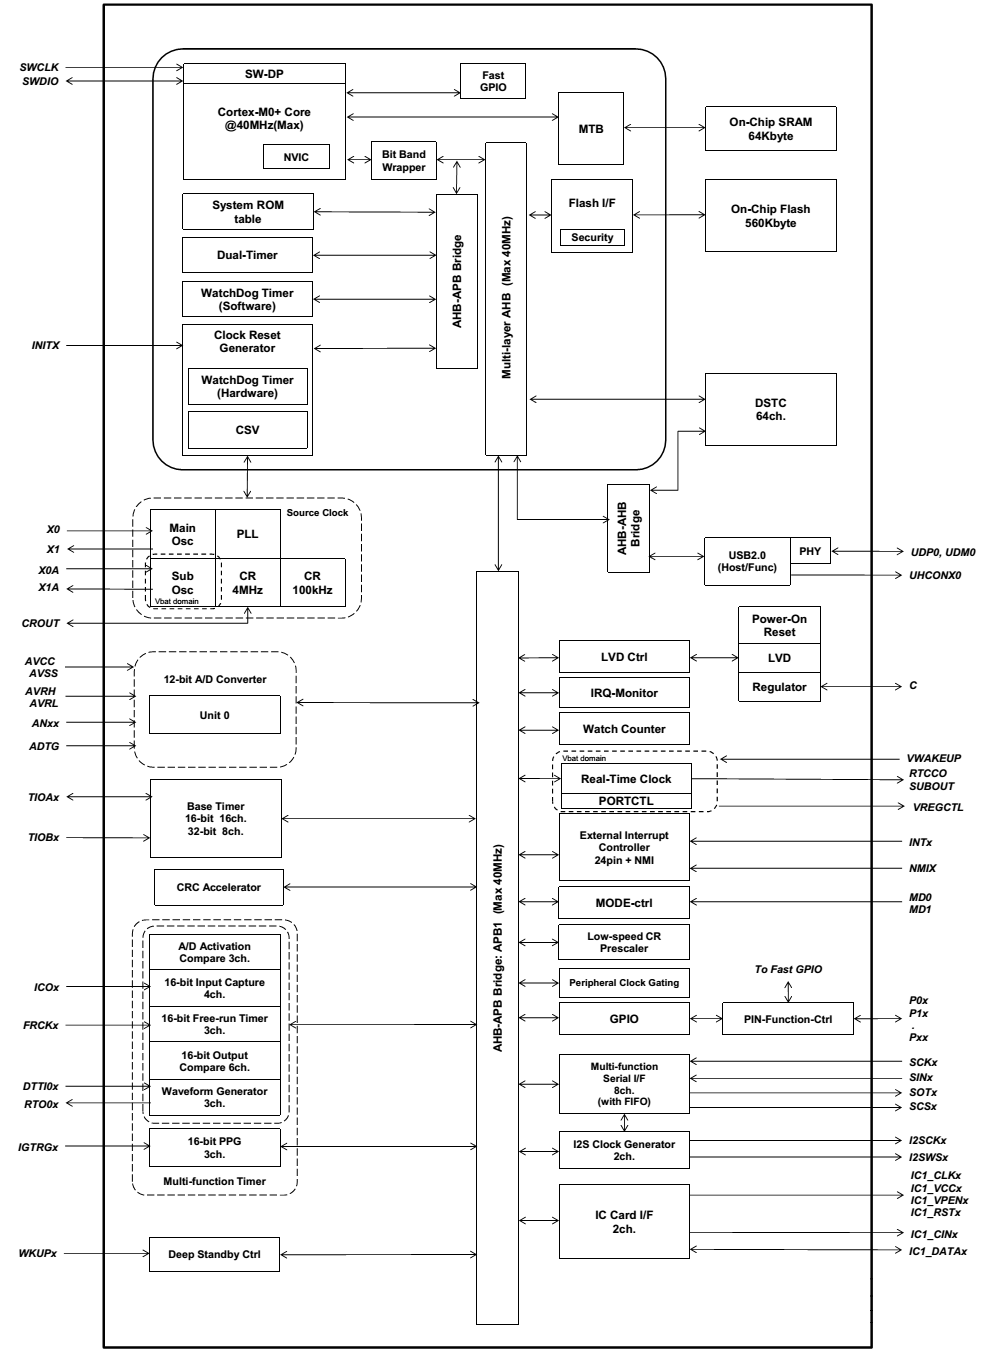 SWCLK
SWDIO
SW-DP
Cortex-M0+ Core
@40MHz(Max)
NVIC
Fast
GPIO
MTB
On-Chip SRAM
64Kbyte
Bit Band
Wrapper
System ROM
table
Flash I/F
Security
On-Chip Flash
560Kbyte
Dual-Timer
AHB-APB Bridge
Multi-layer AHB (Max 40MHz)
WatchDog Timer
(Software)
INITX
Clock Reset
Generator
WatchDog Timer
(Hardware)
CSV
DSTC
64ch.
Source Clock
X0
X1
X0A
X1A
CROUT
Main
Osc
PLL
Sub
Osc
Vbat domain
CR
4MHz
CR
100kHz
AHB-AHB
Bridge
USB2.0
(Host/Func)
PHY
UDP0, UDM0
UHCONX0
Power-On
Reset
LVD
Regulator
C
AVCC
AVSS
AVRH
AVRL
ANxx
ADTG
12-bit A/D Converter
Unit 0
LVD Ctrl
IRQ-Monitor
Watch Counter
Vbat domain
Real-Time Clock
PORTCTL
VWAKEUP
RTCCO
SUBOUT
VREGCTL
TIOAx
TIOBx
Base Timer
16-bit 16ch.
32-bit 8ch.
AHB-APB Bridge: APB1 (Max 40MHz)
External Interrupt
Controller
24pin + NMI
INTx
NMIX
CRC Accelerator
MODE-ctrl
MD0
MD1
Low-speed CR
Prescaler
Peripheral Clock Gating
To Fast GPIO
GPIO
PIN-Function-Ctrl
P0x
P1x
.
Pxx
A/D Activation
Compare 3ch.
ICOx
16-bit Input Capture
4ch.
FRCKx
16-bit Free-run Timer
3ch.
16-bit Output
Compare 6ch.
DTTI0x
RTO0x
Waveform Generator
3ch.
IGTRGx
16-bit PPG
3ch.
Multi-function Timer
Multi-function
Serial I/F
8ch.
(with FIFO)
SCKx
SINx
SOTx
SCSx
I2S Clock Generator
2ch.
I2SCKx
I2SWSx
IC Card I/F
2ch.
IC1_CLKx
IC1_VCCx
IC1_VPENx
IC1_RSTx
IC1_CINx
IC1_DATAx
WKUPx
Deep Standby Ctrl